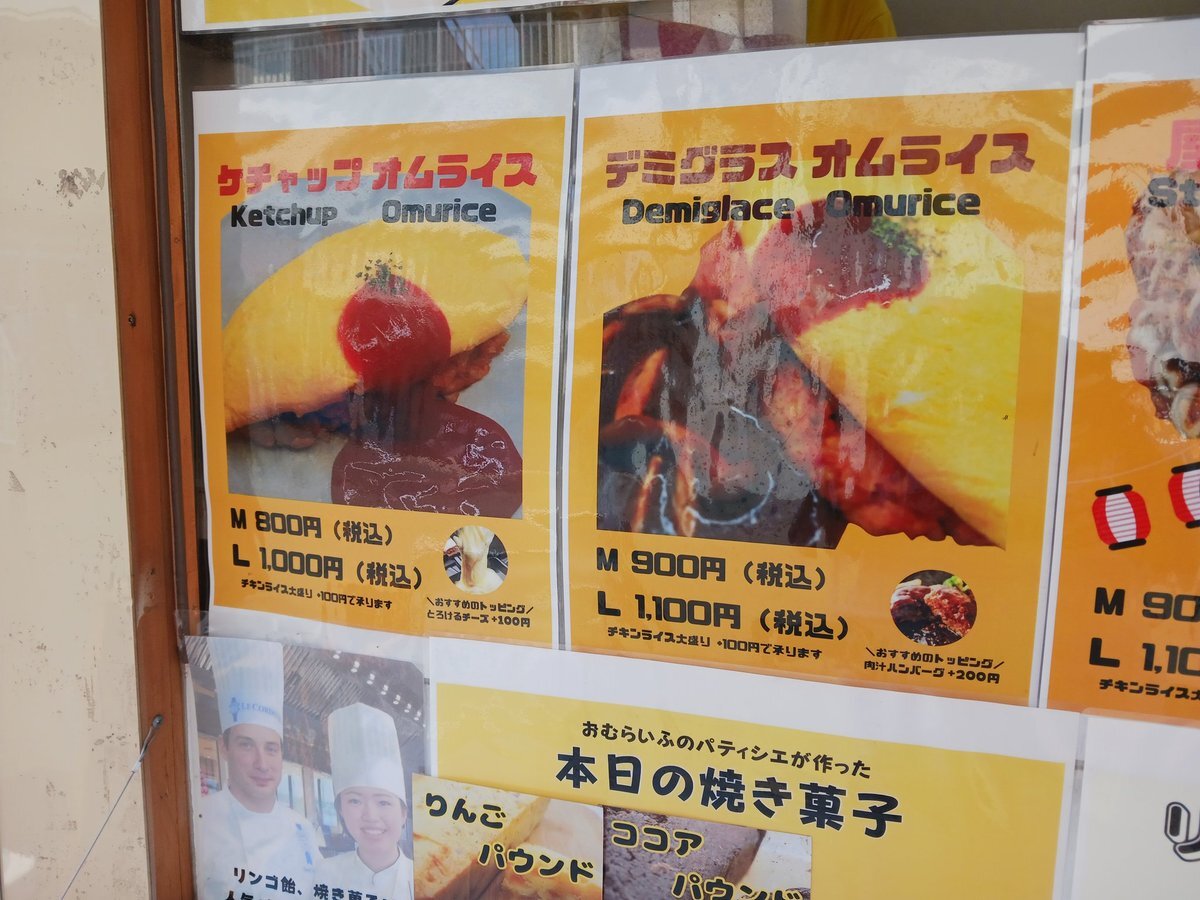 ケチャップ オムライス
Ketchup Omurice
M 800円（税込）
L 1,000円（税込）
チキンライス大盛り +100円で承ります
＼おすすめのトッピング／
とろけるチーズ+100円
デミグラス オムライス
Demiglace Omurice
M 900円（税込）
L 1,100円（税込）
チキンライス大盛り +100円で承ります
＼おすすめのトッピング／
肉汁ハンバーグ+200円
St
M 90
L 1,10
チキンライス大
おむらいふのパティシエが作った
本日の焼き菓子
りんご
パウンド
ココア
パウンド
LE CORDON
リンゴ飴、焼き菓子